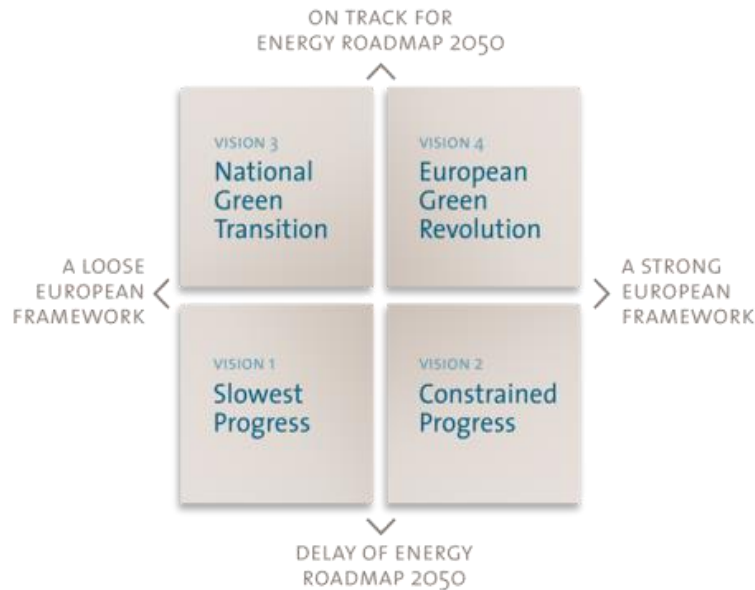 ON TRACK FOR
ENERGY ROADMAP 2050
VISION 3
National
Green
Transition
VISION 4
European
Green
Revolution
A LOOSE
EUROPEAN
FRAMEWORK
A STRONG
EUROPEAN
FRAMEWORK
VISION 1
Slowest
Progress
VISION 2
Constrained
Progress
DELAY OF ENERGY
ROADMAP 2050